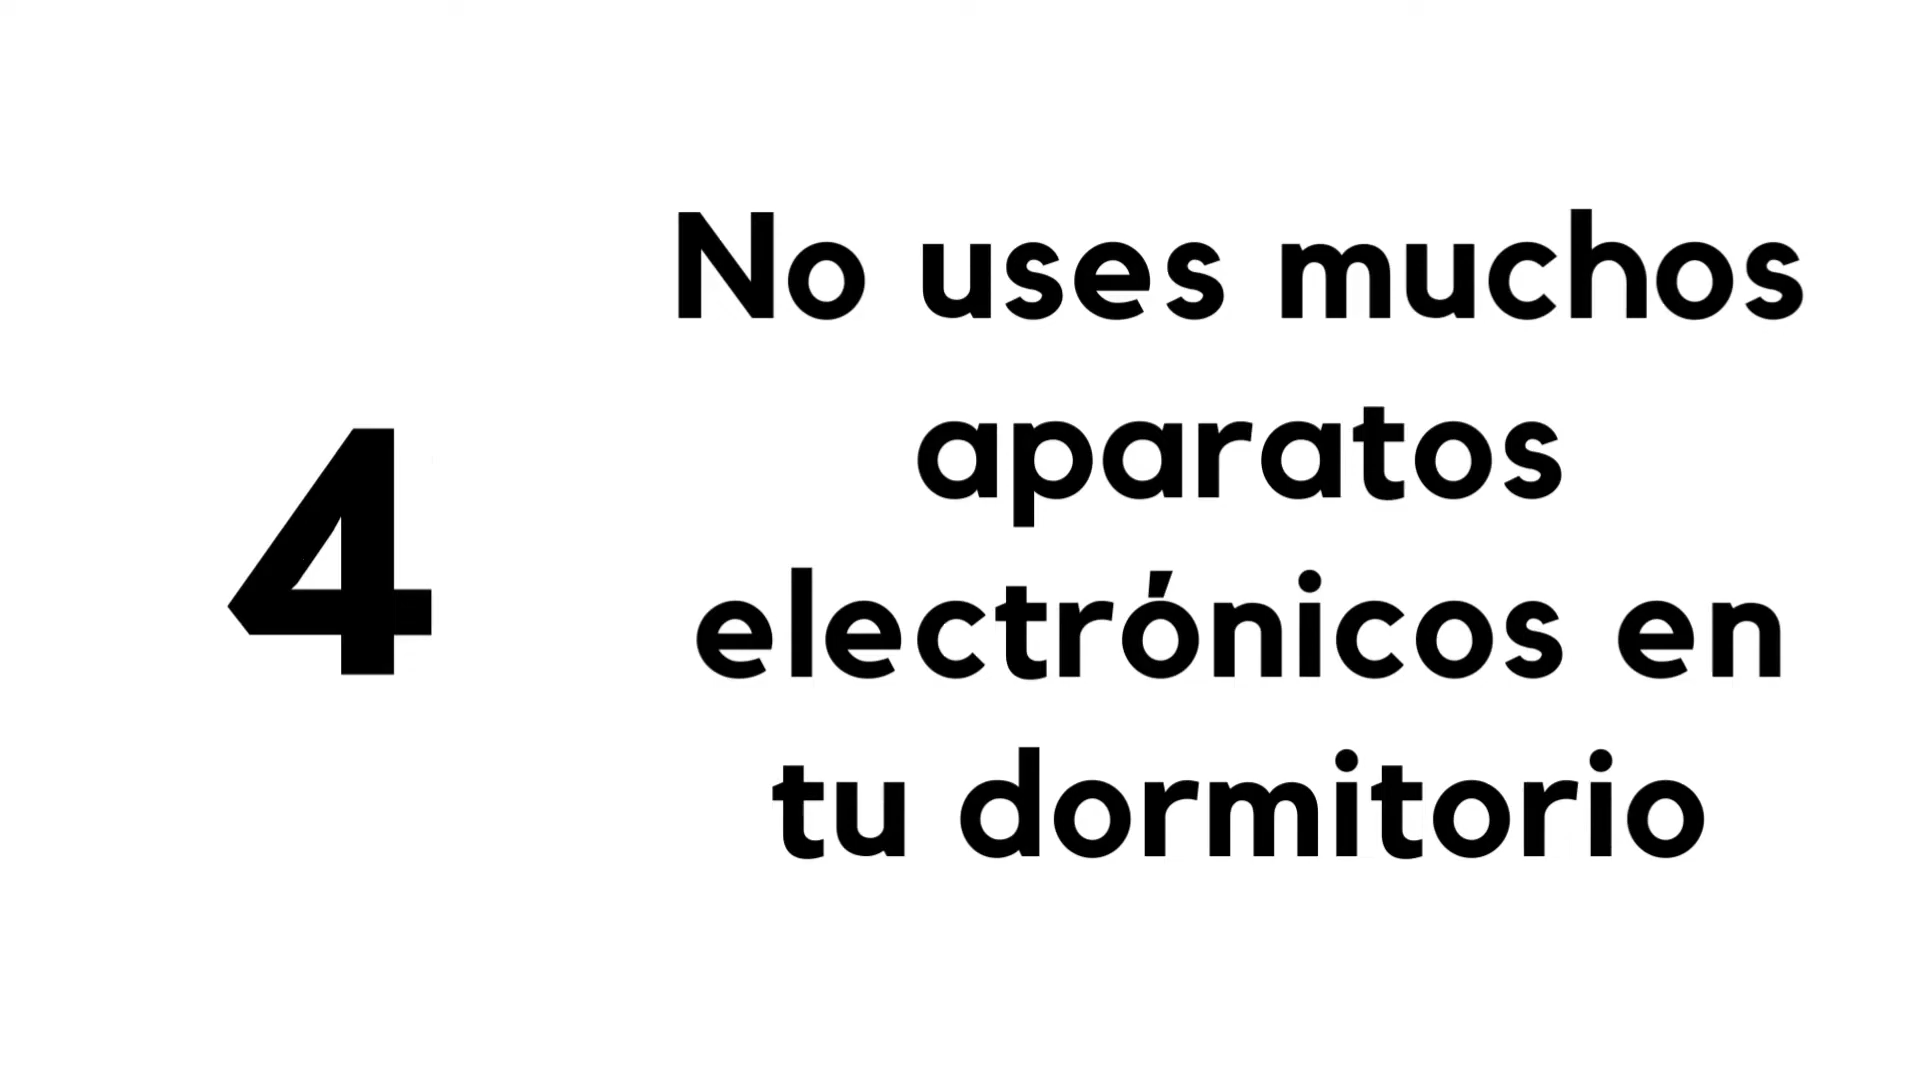 4
No uses muchos
aparatos
electrónicos en
tu dormitorio